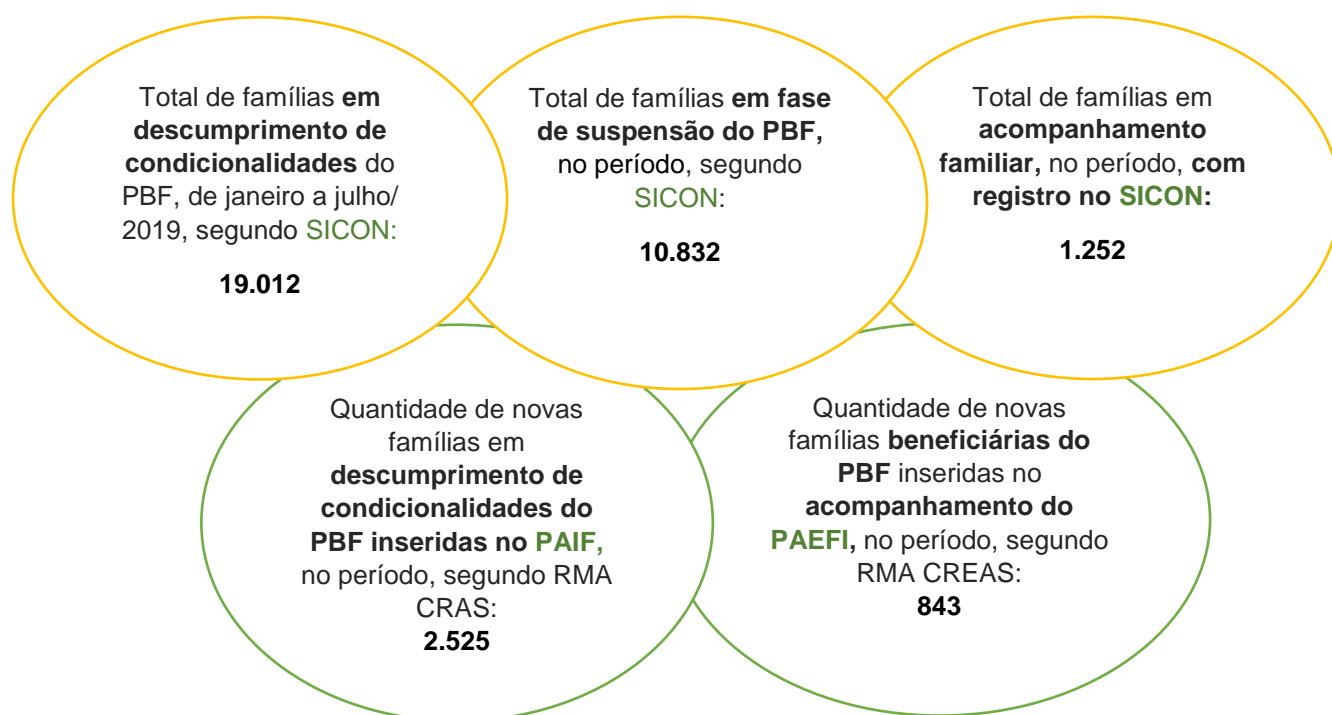 Total de famílias em
descumprimento de
condicionalidades do
PBF, de janeiro a julho/
2019, segundo SICON:
19.012
Total de famílias em fase
de suspensão do PBF,
no período, segundo
SICON:
10.832
Total de famílias em
acompanhamento
familiar, no período, com
registro no SICON:
1.252
Quantidade de novas
famílias em
descumprimento de
condicionalidades do
PBF inseridas no PAIF,
no período, segundo RMA
CRAS:
2.525
Quantidade de novas
famílias beneficiárias do
PBF inseridas no
acompanhamento do
PAEFI, no período, segundo
RMA CREAS:
843